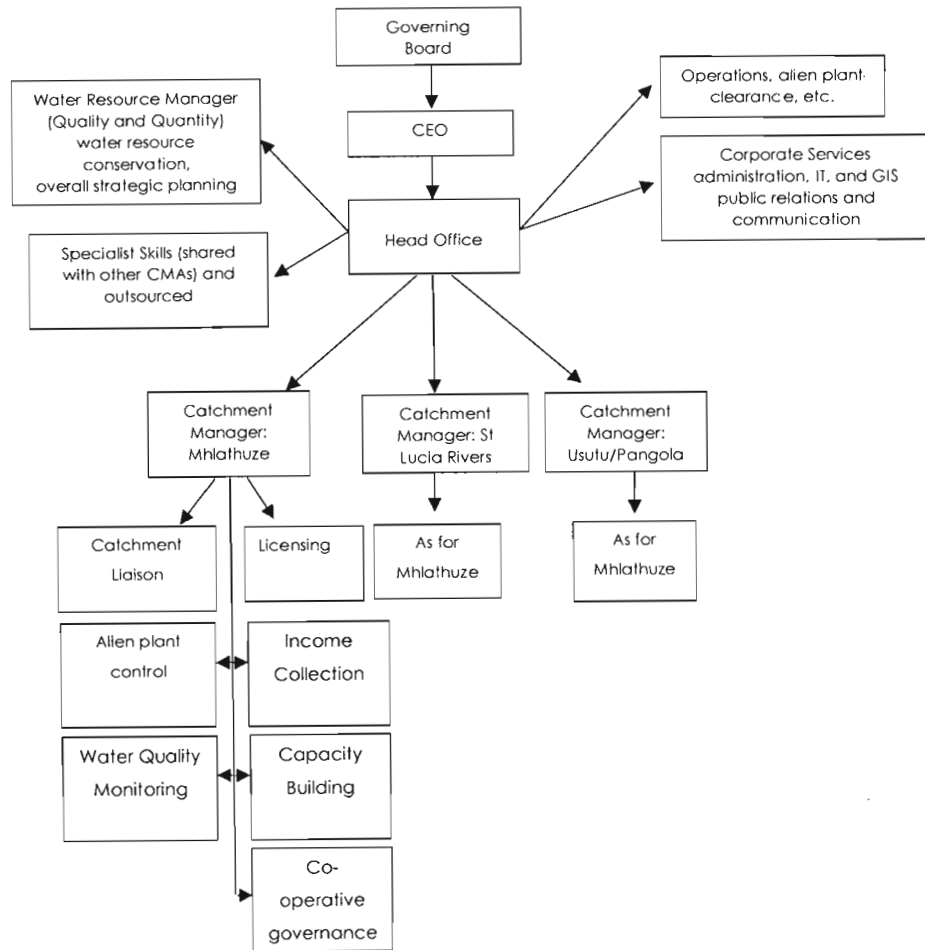 Governing
Board
Water Resource Manager
(Quality and Quantity)
water resource
conservation,
overall strategic planning
Operations, alien plant
clearance, etc.
CEO
Corporate Services
administration, IT, and GIS
public relations and
communication
Head Office
Specialist Skills (shared
with other CMAs) and
outsourced
Catchment
Manager:
Mhlathuze
Catchment
Manager: St
Lucia Rivers
Catchment
Manager:
Usutu/Pangola
Catchment
Liaison
Licensing
As for
Mhlathuze
As for
Mhlathuze
Alien plant
control
Income
Collection
Water Quality
Monitoring
Capacity
Building
Co-
operative
governance